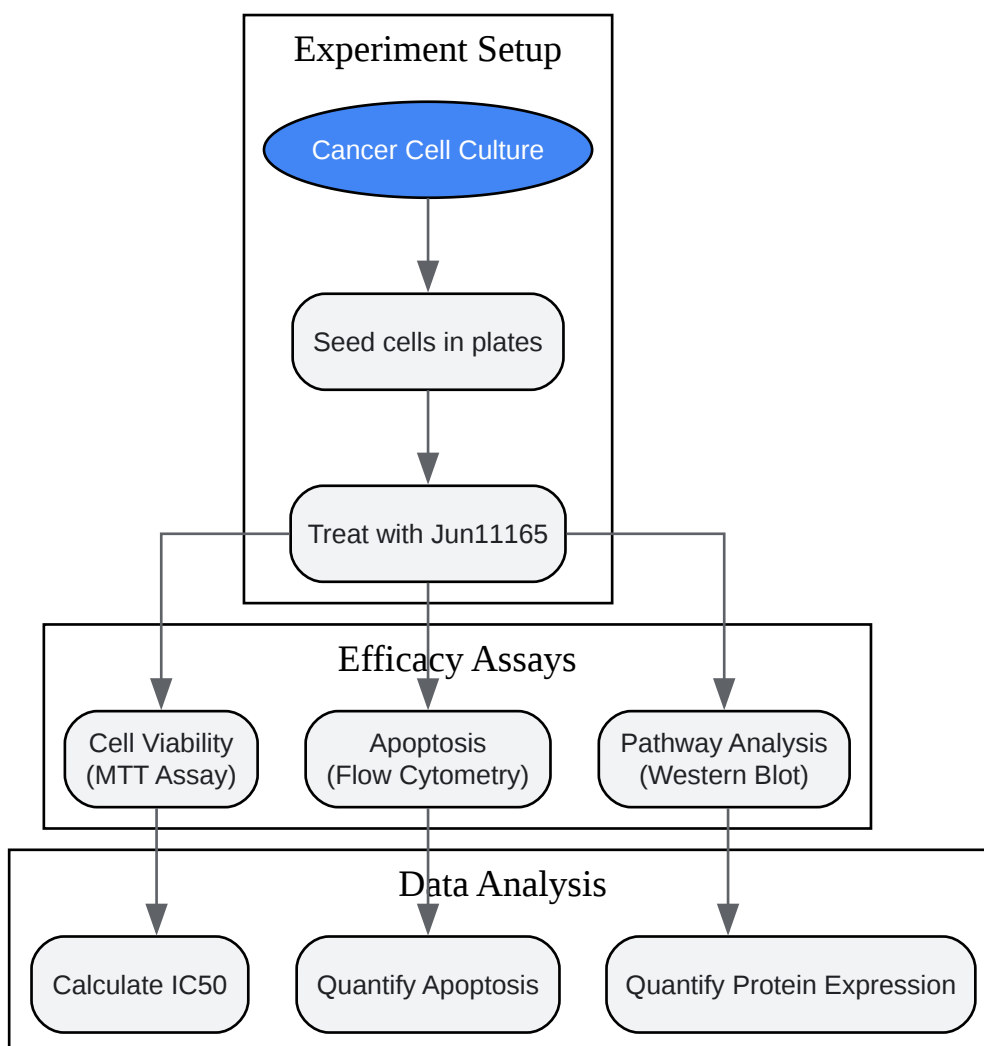 Experiment Setup
Cancer Cell Culture
Seed cells in plates
Treat with Jun11165
Efficacy Assays
Cell Viability
(MTT Assay)
Apoptosis
(Flow Cytometry)
Pathway Analysis
(Western Blot)
Data Analysis
Calculate IC50
Quantify Apoptosis
Quantify Protein Expression